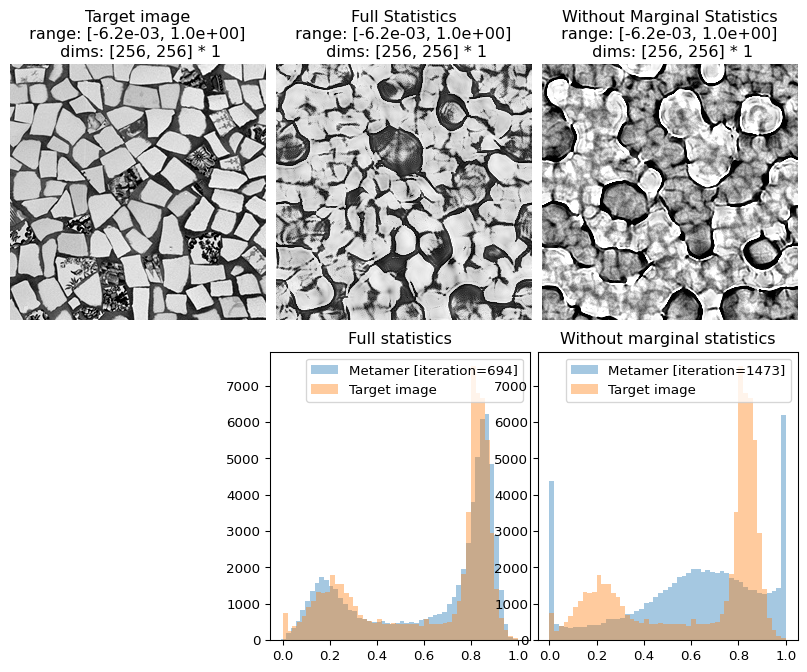 Target image
range: [-6.2e-03, 1.0e+00]
dims: [256, 256] * 1
Full Statistics
range: [-6.2e-03, 1.0e+00]
dims: [256, 256] * 1
Without Marginal Statistics
range: [-6.2e-03, 1.0e+00]
dims: [256, 256] * 1
Full statistics
Metamer [iteration=694]
Target image
7000
6000
5000
4000
3000
2000
1000
0
0.0 0.2 0.4 0.6 0.8 1.0
Without marginal statistics
Metamer [iteration=1473]
Target image
7000
6000
5000
4000
3000
2000
1000
0
0.0 0.2 0.4 0.6 0.8 1.0